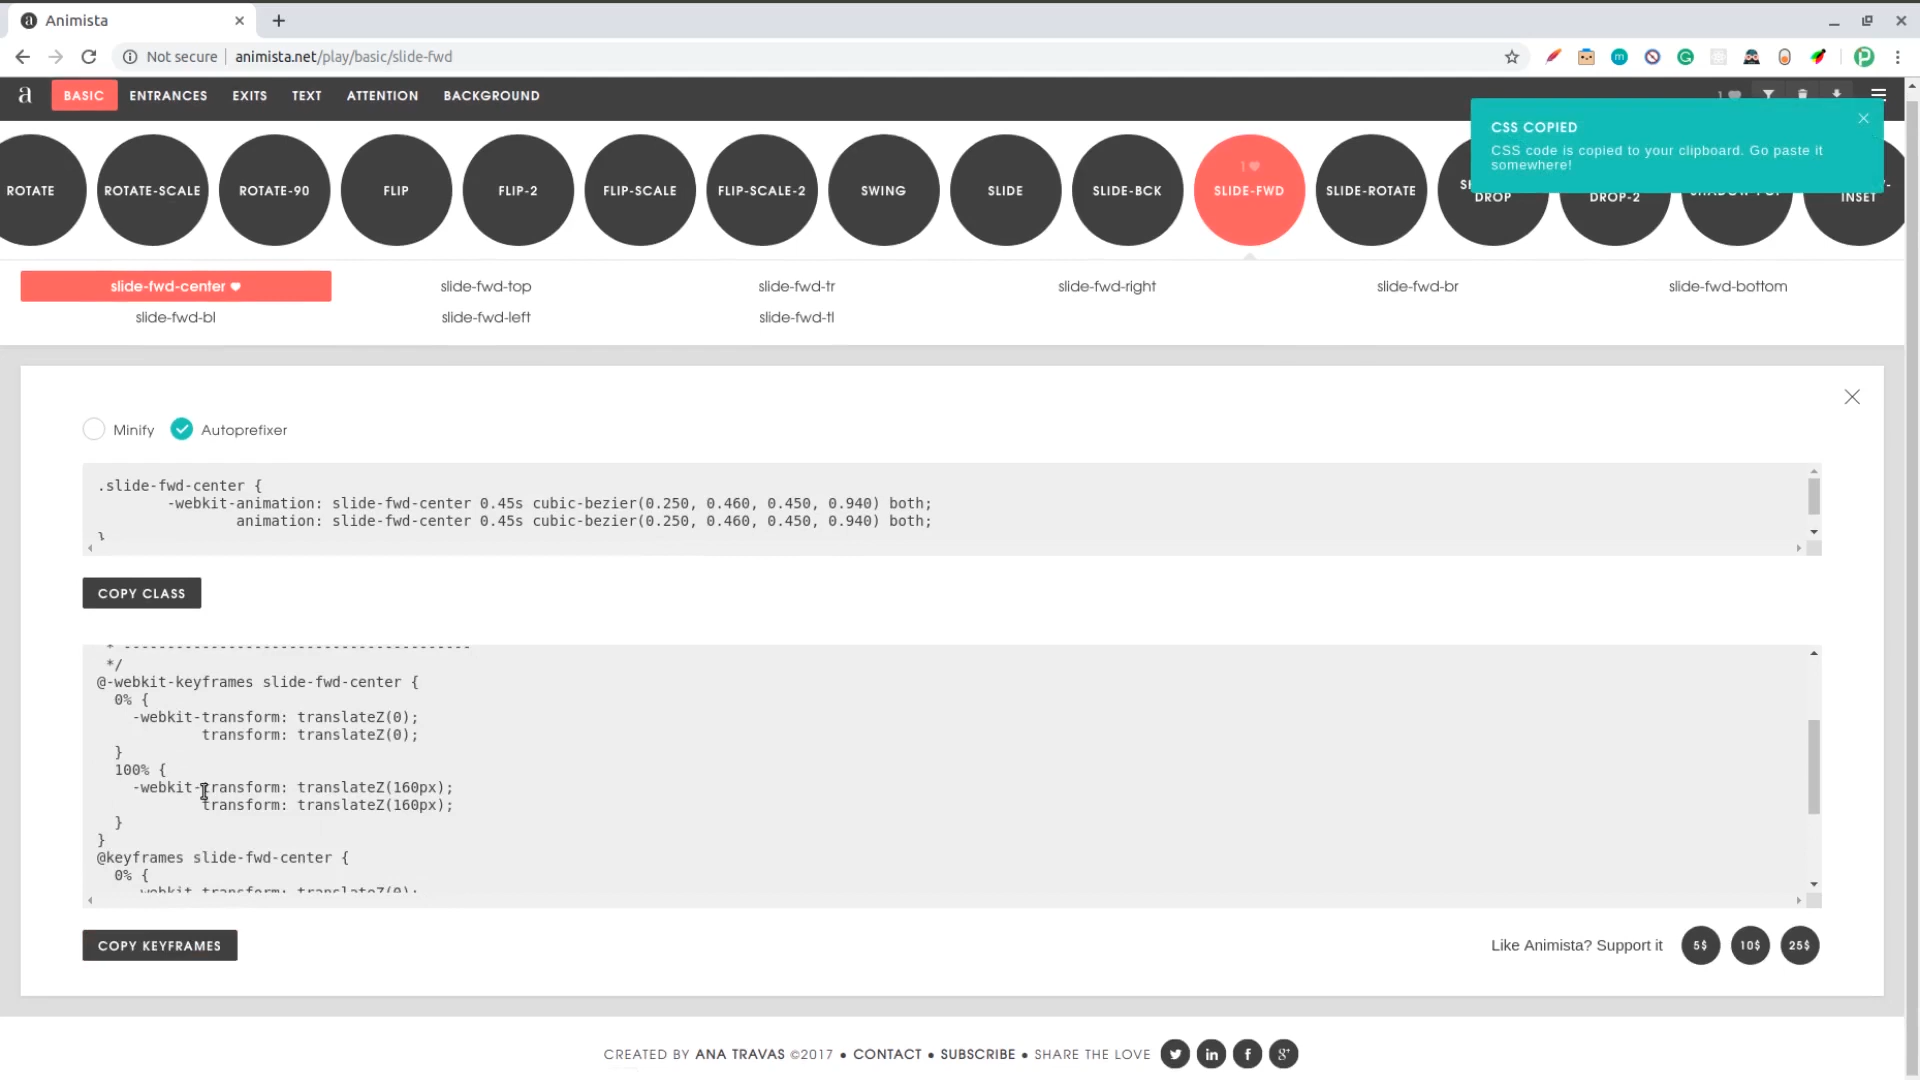 Animista
Not secure animista.net/play/basic/slide-fwd
a BASIC ENTRANCES EXITS TEXT ATTENTION BACKGROUND
1
CSS COPIED
CSS code is copied to your clipboard. Go paste it
somewhere!
ROTATE ROTATE-SCALE ROTATE-90 FLIP FLIP-2 FLIP-SCALE FLIP-SCALE-2 SWING SLIDE SLIDE-BCK 1 SLIDE-FWD SLIDE-ROTATE
DROP DROP-2 INSET
slide-fwd-center slide-fwd-top slide-fwd-tr slide-fwd-right slide-fwd-br slide-fwd-bottom
slide-fwd-bl slide-fwd-left slide-fwd-tl
Minify Autoprefixer
.slide-fwd-center {
-webkit-animation: slide-fwd-center 0.45s cubic-bezier(0.250, 0.460, 0.450, 0.940) both;
animation: slide-fwd-center 0.45s cubic-bezier(0.250, 0.460, 0.450, 0.940) both;
}
COPY CLASS
* ----------------------------------------
*/
@-webkit-keyframes slide-fwd-center {
0% {
-webkit-transform: translateZ(0);
transform: translateZ(0);
}
100% {
-webkit-transform: translateZ(160px);
transform: translateZ(160px);
}
}
@keyframes slide-fwd-center {
0% {
-webkit-transform: translateZ(0);
COPY KEYFRAMES
Like Animista? Support it 5$ 10$ 25$
CREATED BY ANA TRAVAS ©2017 • CONTACT • SUBSCRIBE • SHARE THE LOVE